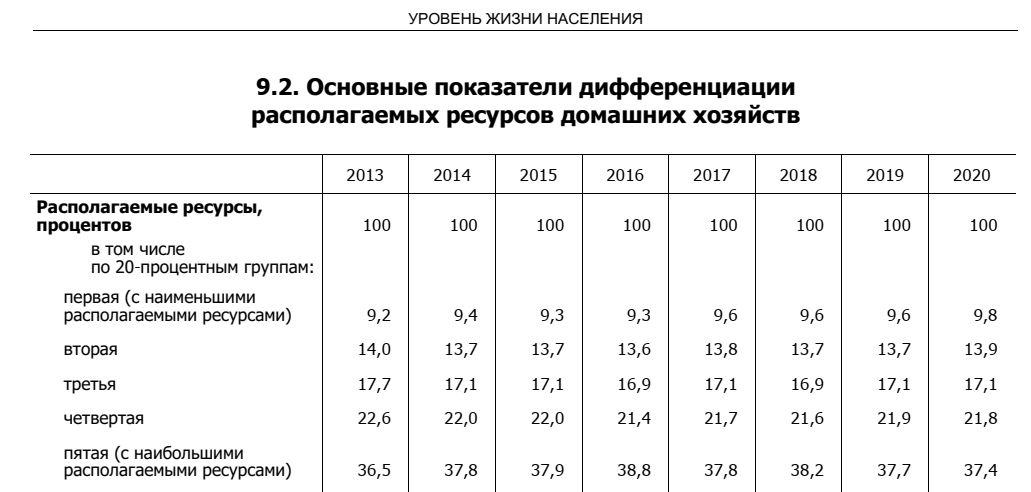 УРОВЕНЬ ЖИЗНИ НАСЕЛЕНИЯ
9.2. Основные показатели дифференциации
располагаемых ресурсов домашних хозяйств
2013 2014 2015 2016 2017 2018 2019 2020
Располагаемые ресурсы,
процентов 100 100 100 100 100 100 100 100
в том числе
по 20-процентным группам:
первая (с наименьшими
располагаемыми ресурсами) 9,2 9,4 9,3 9,3 9,6 9,6 9,6 9,8
вторая 14,0 13,7 13,7 13,6 13,8 13,7 13,7 13,9
третья 17,7 17,1 17,1 16,9 17,1 16,9 17,1 17,1
четвертая 22,6 22,0 22,0 21,4 21,7 21,6 21,9 21,8
пятая (с наибольшими
располагаемыми ресурсами) 36,5 37,8 37,9 38,8 37,8 38,2 37,7 37,4